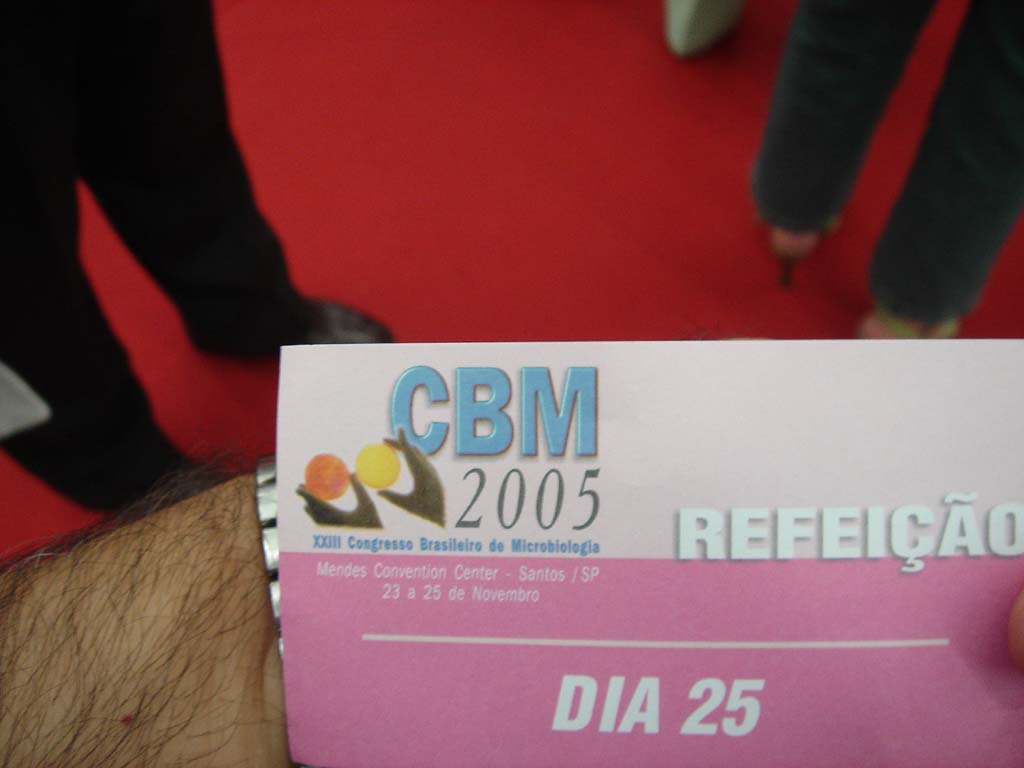 CBM
2005
XXIII Congresso Brasileiro de Microbiologia
Mendes Convention Center - Santos / SP
23 a 25 de Novembro
REFEIÇÃO
DIA 25